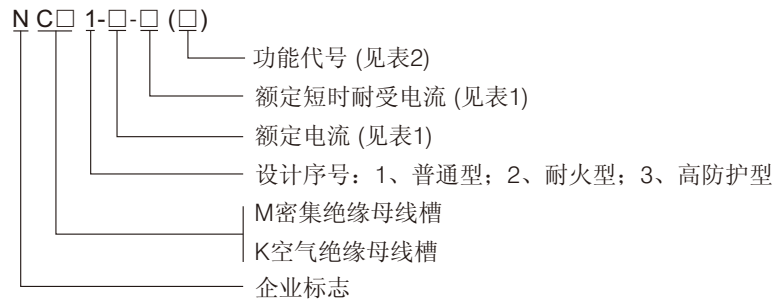 N C□ 1-□-□ (□)
功能代号 (见表2)
额定短时耐受电流 (见表1)
额定电流 (见表1)
设计序号：1、普通型；2、耐火型；3、高防护型
M密集绝缘母线槽
K空气绝缘母线槽
企业标志